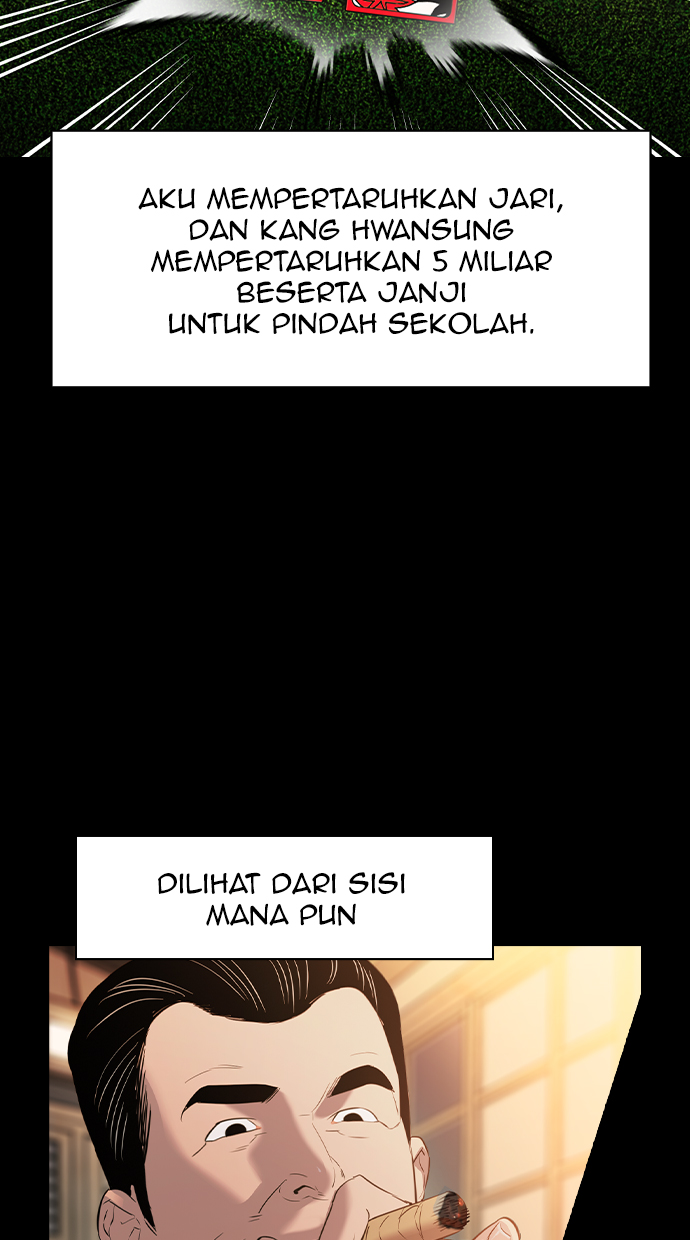 AKU MEMPERTARUHKAN JARI,
DAN KANG HWANSUNG
MEMPERTARUHKAN 5 MILIAR
BESERTA JANJI
UNTUK PINDAH SEKOLAH.
DILIHAT DARI SISI
MANA PUN